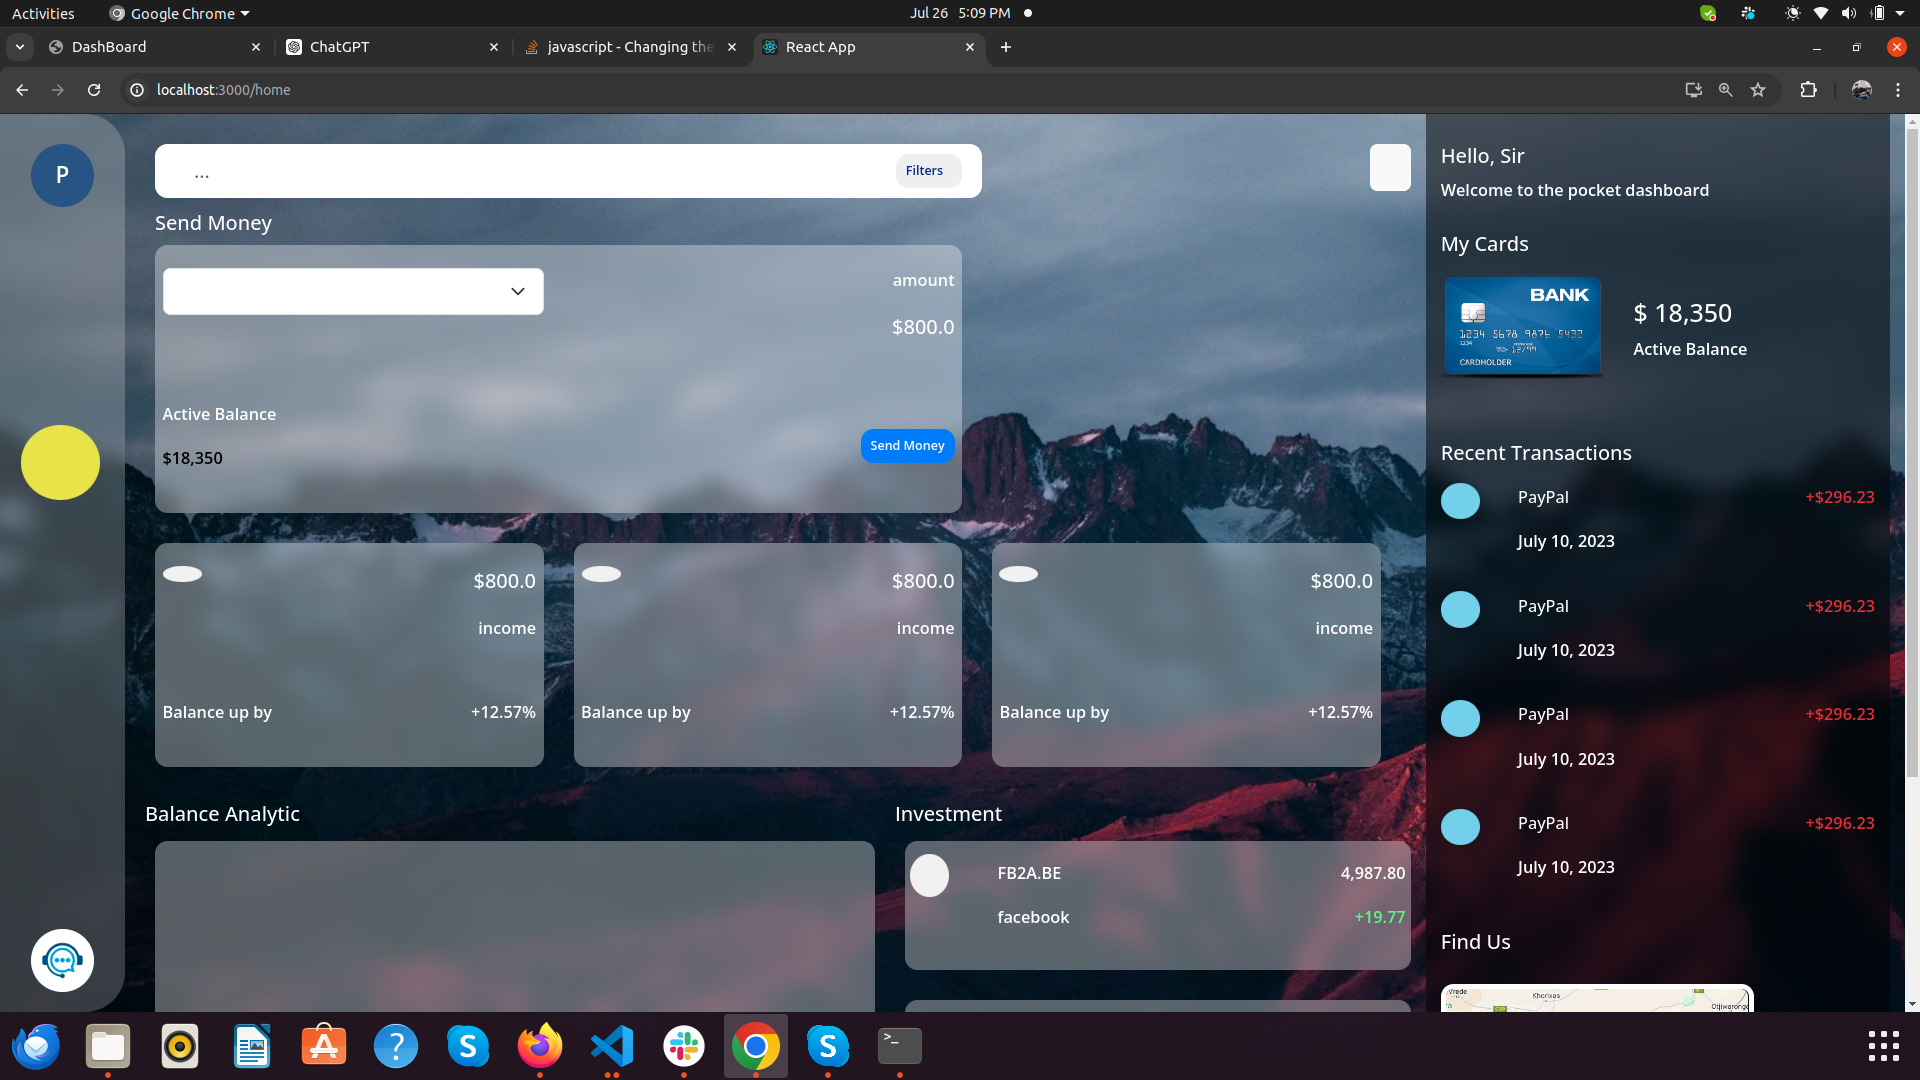 Activities
Google Chrome
Jul 26 5:09 PM
DashBoard
ChatGPT
javascript - Changing the
React App
localhost:3000/home
P
...
Filters
Send Money
amount
$800.0
Active Balance
$18,350
Send Money
$800.0
income
Balance up by
+12.57%
$800.0
income
Balance up by
+12.57%
$800.0
income
Balance up by
+12.57%
Balance Analytic
Investment
FB2A.BE
4,987.80
facebook
+19.77
Hello, Sir
Welcome to the pocket dashboard
My Cards
BANK
1234 5678 9876 5432
1234
12/99
CARDHOLDER
$ 18,350
Active Balance
Recent Transactions
PayPal
+$296.23
July 10, 2023
PayPal
+$296.23
July 10, 2023
PayPal
+$296.23
July 10, 2023
PayPal
+$296.23
July 10, 2023
Find Us
Vrede
Khorixas
Otjiwarongo